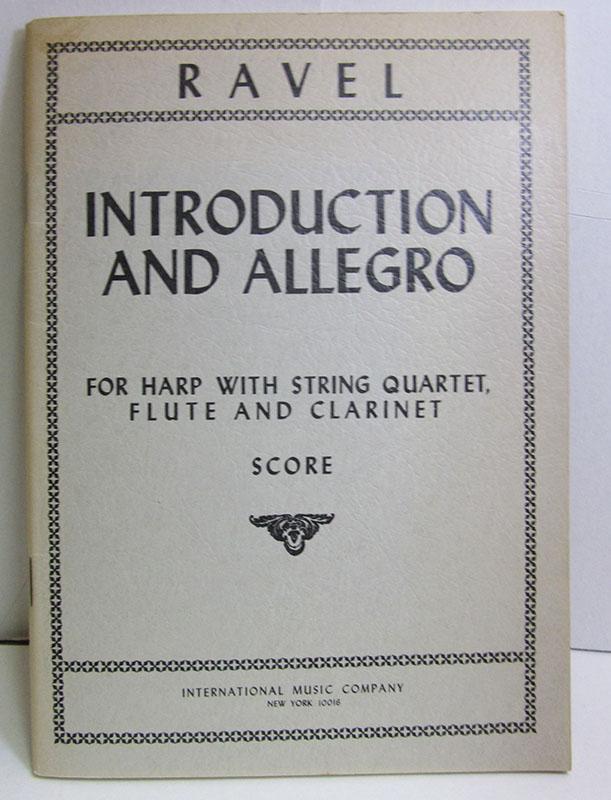 RAVEL
INTRODUCTION
AND ALLEGRO
FOR HARP WITH STRING QUARTET,
FLUTE AND CLARINET
SCORE
INTERNATIONAL MUSIC COMPANY
NEW YORK 10016